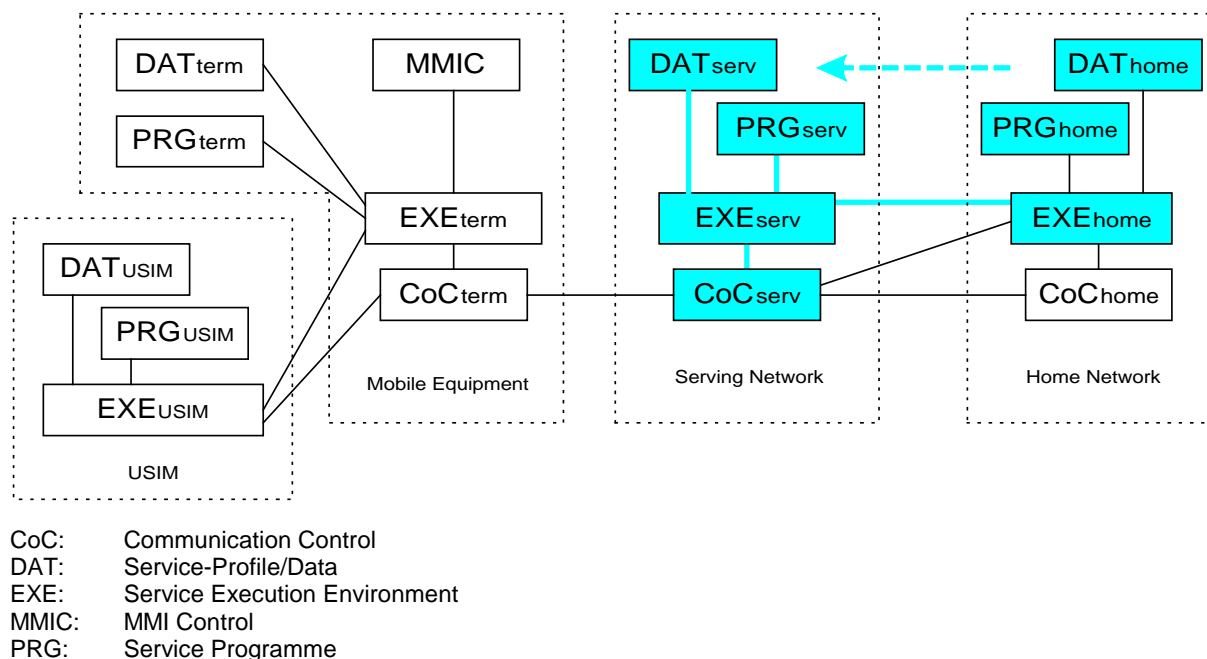 DATterm
MMIC
DATserv
DAThome
PRGterm
PRGserv
PRGhome
EXEterm
EXEserv
EXEhome
DATUSIM
CoCterm
CoCserv
CoChome
PRGUSIM
Mobile Equipment
Serving Network
Home Network
EXEUSIM
USIM
CoC: Communication Control
DAT: Service-Profile/Data
EXE: Service Execution Environment
MMIC: MMI Control
PRG: Service Programme